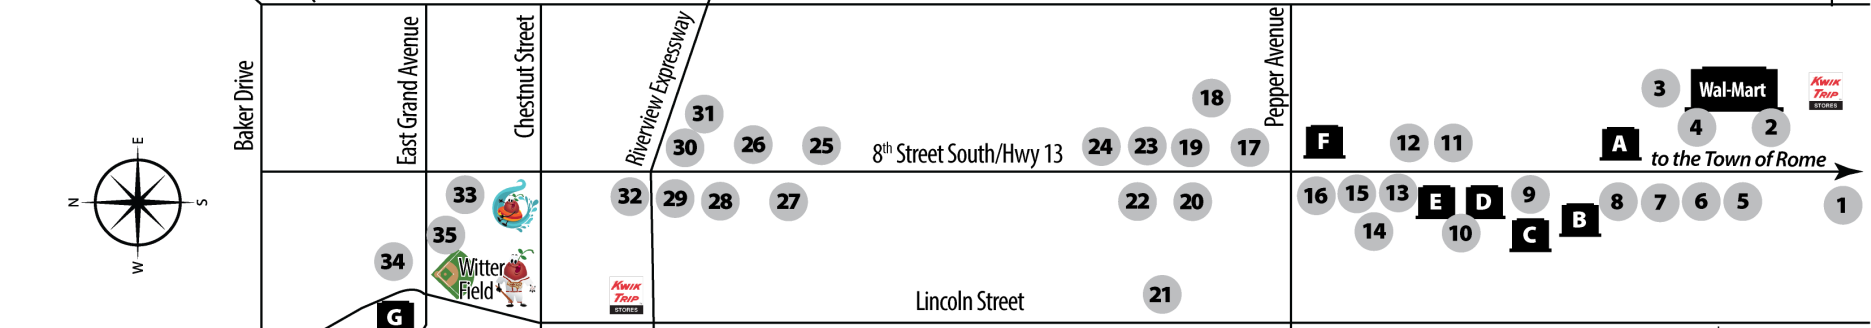 Baker Drive
East Grand Avenue
Chestnut Street
Riverview Expressway
Pepper Avenue
E
N
S
W
31
30
26
25
8th Street South/Hwy 13
18
24
23
19
17
F
12
11
3
Wal-Mart
KWIK
TRIP
STORES
4
2
A
to the Town of Rome
33
32
29
28
27
22
20
16
15
13
E
D
9
8
7
6
5
1
14
10
C
B
35
34
Witter
Field
G
KWIK
TRIP
STORES
Lincoln Street
21